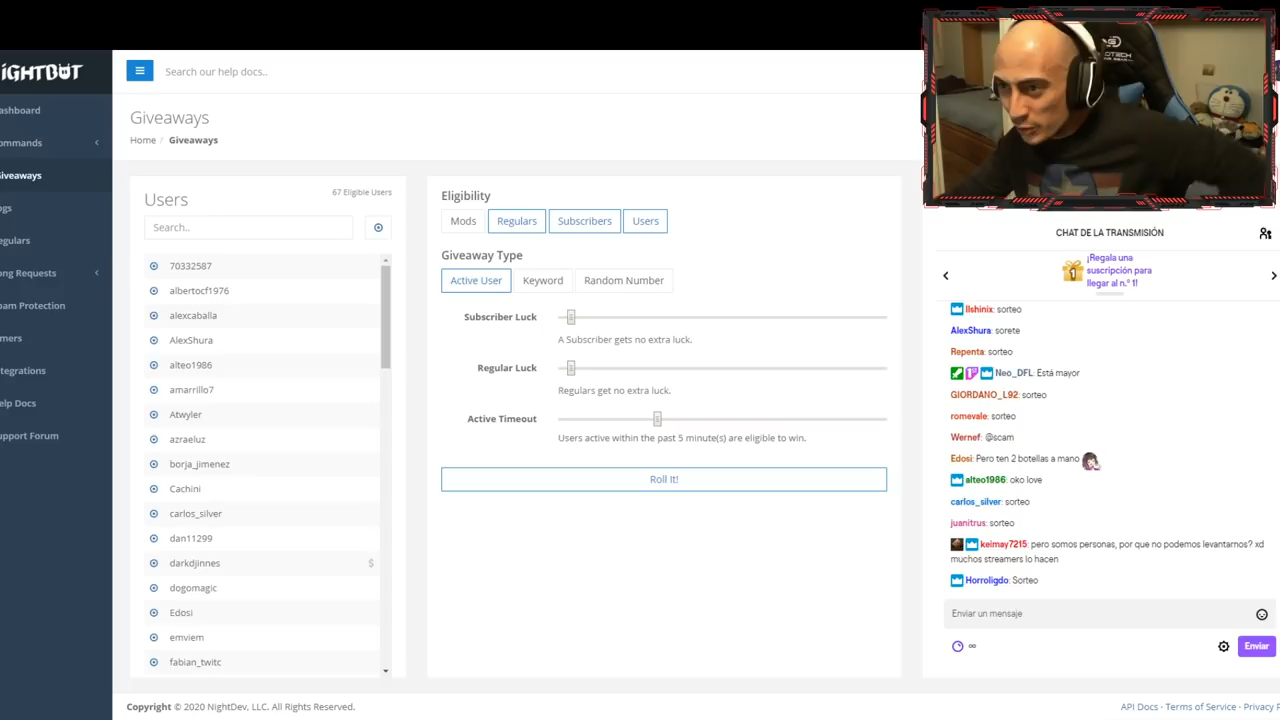 IGHTBOT
Search our help docs..
ashboard
ommands
Giveaways
iveaways
Home / Giveaways
ogs
egulars
ong Requests
pam Protection
mers
ntegrations
elp Docs
upport Forum
Users
67 Eligible Users
Search..
70332587
albertocf1976
alexcaballa
AlexShura
alteo1986
amarrillo7
Atwyler
azraeluz
borja_jimenez
Cachini
carlos_silver
dan11299
darkdjinnes $
dogomagic
Edosi
emviem
fabian_twitc
Eligibility
Mods Regulars Subscribers Users
Giveaway Type
Active User Keyword Random Number
Subscriber Luck
A Subscriber gets no extra luck.
Regular Luck
Regulars get no extra luck.
Active Timeout
Users active within the past 5 minute(s) are eligible to win.
Roll It!
CHAT DE LA TRANSMISIÓN
1
¡Regala una
suscripción para
llegar al n.º 1!
llshinix: sorteo
AlexShura: sorete
Repenta: sorteo
Neo_DFL: Está mayor
GIORDANO_L92: sorteo
romevale: sorteo
Wernef: @scam
Edosi: Pero ten 2 botellas a mano
alteo1986: oko love
carlos_silver: sorteo
juanitrus: sorteo
keimay7215: pero somos personas, por que no podemos levantarnos? xd
muchos streamers lo hacen
Horroligdo: Sorteo
Enviar un mensaje
∞
Enviar
Copyright © 2020 NightDev, LLC. All Rights Reserved.
API Docs · Terms of Service · Privacy P